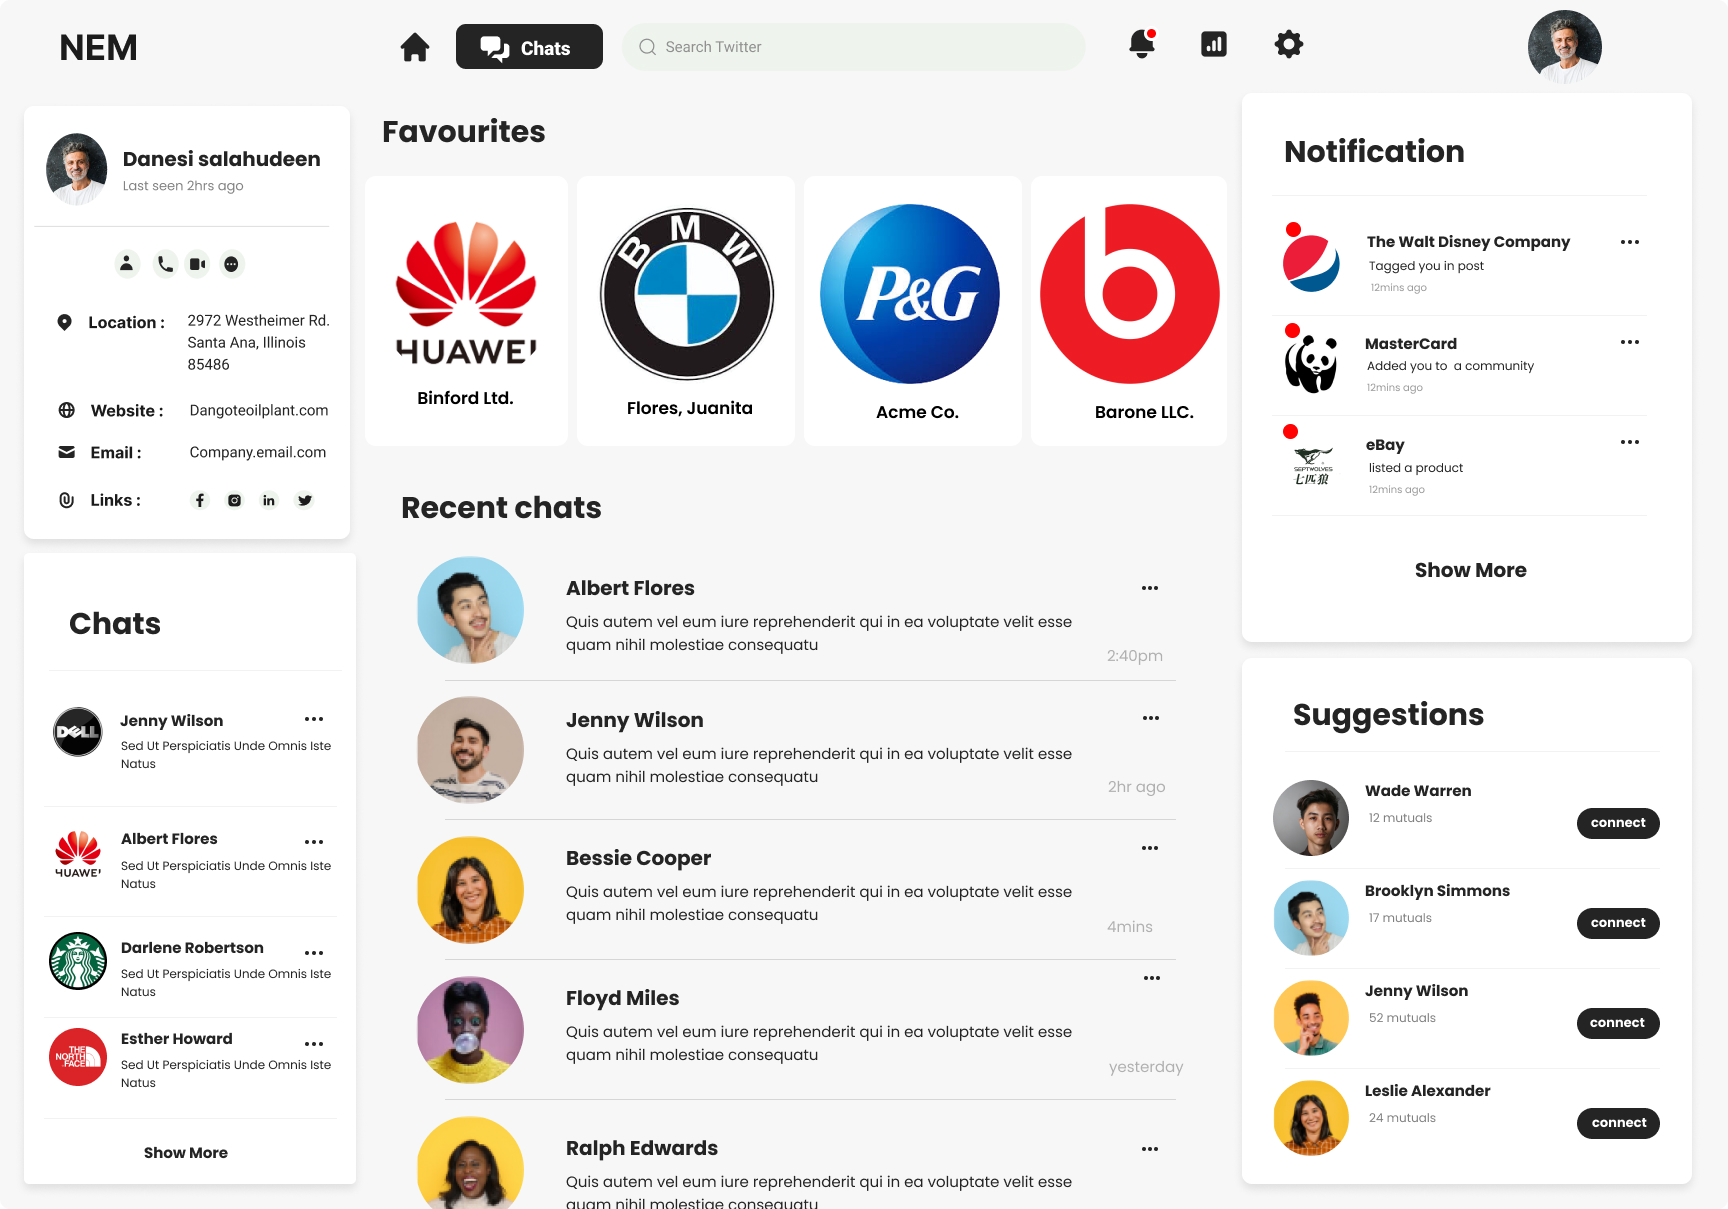 NEM
Chats
Search Twitter
Danesi salahudeen
Last seen 2hrs ago
Location :
2972 Westheimer Rd.
Santa Ana, Illinois
85486
Website :
Dangoteoilplant.com
Email :
Company.email.com
Links :
Chats
DELL
Jenny Wilson
Sed Ut Perspiciatis Unde Omnis Iste
Natus
HUAWEI
Albert Flores
Sed Ut Perspiciatis Unde Omnis Iste
Natus
Darlene Robertson
Sed Ut Perspiciatis Unde Omnis Iste
Natus
THE
NORTH
FACE
Esther Howard
Sed Ut Perspiciatis Unde Omnis Iste
Natus
Show More
Favourites
HUAWEI
Binford Ltd.
BMW
Flores, Juanita
P&G
Acme Co.
b
Barone LLC.
Recent chats
Albert Flores
Quis autem vel eum iure reprehenderit qui in ea voluptate velit esse
quam nihil molestiae consequatu
2:40pm
Jenny Wilson
Quis autem vel eum iure reprehenderit qui in ea voluptate velit esse
quam nihil molestiae consequatu
2hr ago
Bessie Cooper
Quis autem vel eum iure reprehenderit qui in ea voluptate velit esse
quam nihil molestiae consequatu
4mins
Floyd Miles
Quis autem vel eum iure reprehenderit qui in ea voluptate velit esse
quam nihil molestiae consequatu
yesterday
Ralph Edwards
Quis autem vel eum iure reprehenderit qui in ea voluptate velit esse
quam nihil molestiae consequatu
Notification
The Walt Disney Company
Tagged you in post
12mins ago
MasterCard
Added you to a community
12mins ago
SEPTWOLVES
七匹狼
eBay
listed a product
12mins ago
Show More
Suggestions
Wade Warren
12 mutuals
connect
Brooklyn Simmons
17 mutuals
connect
Jenny Wilson
52 mutuals
connect
Leslie Alexander
24 mutuals
connect